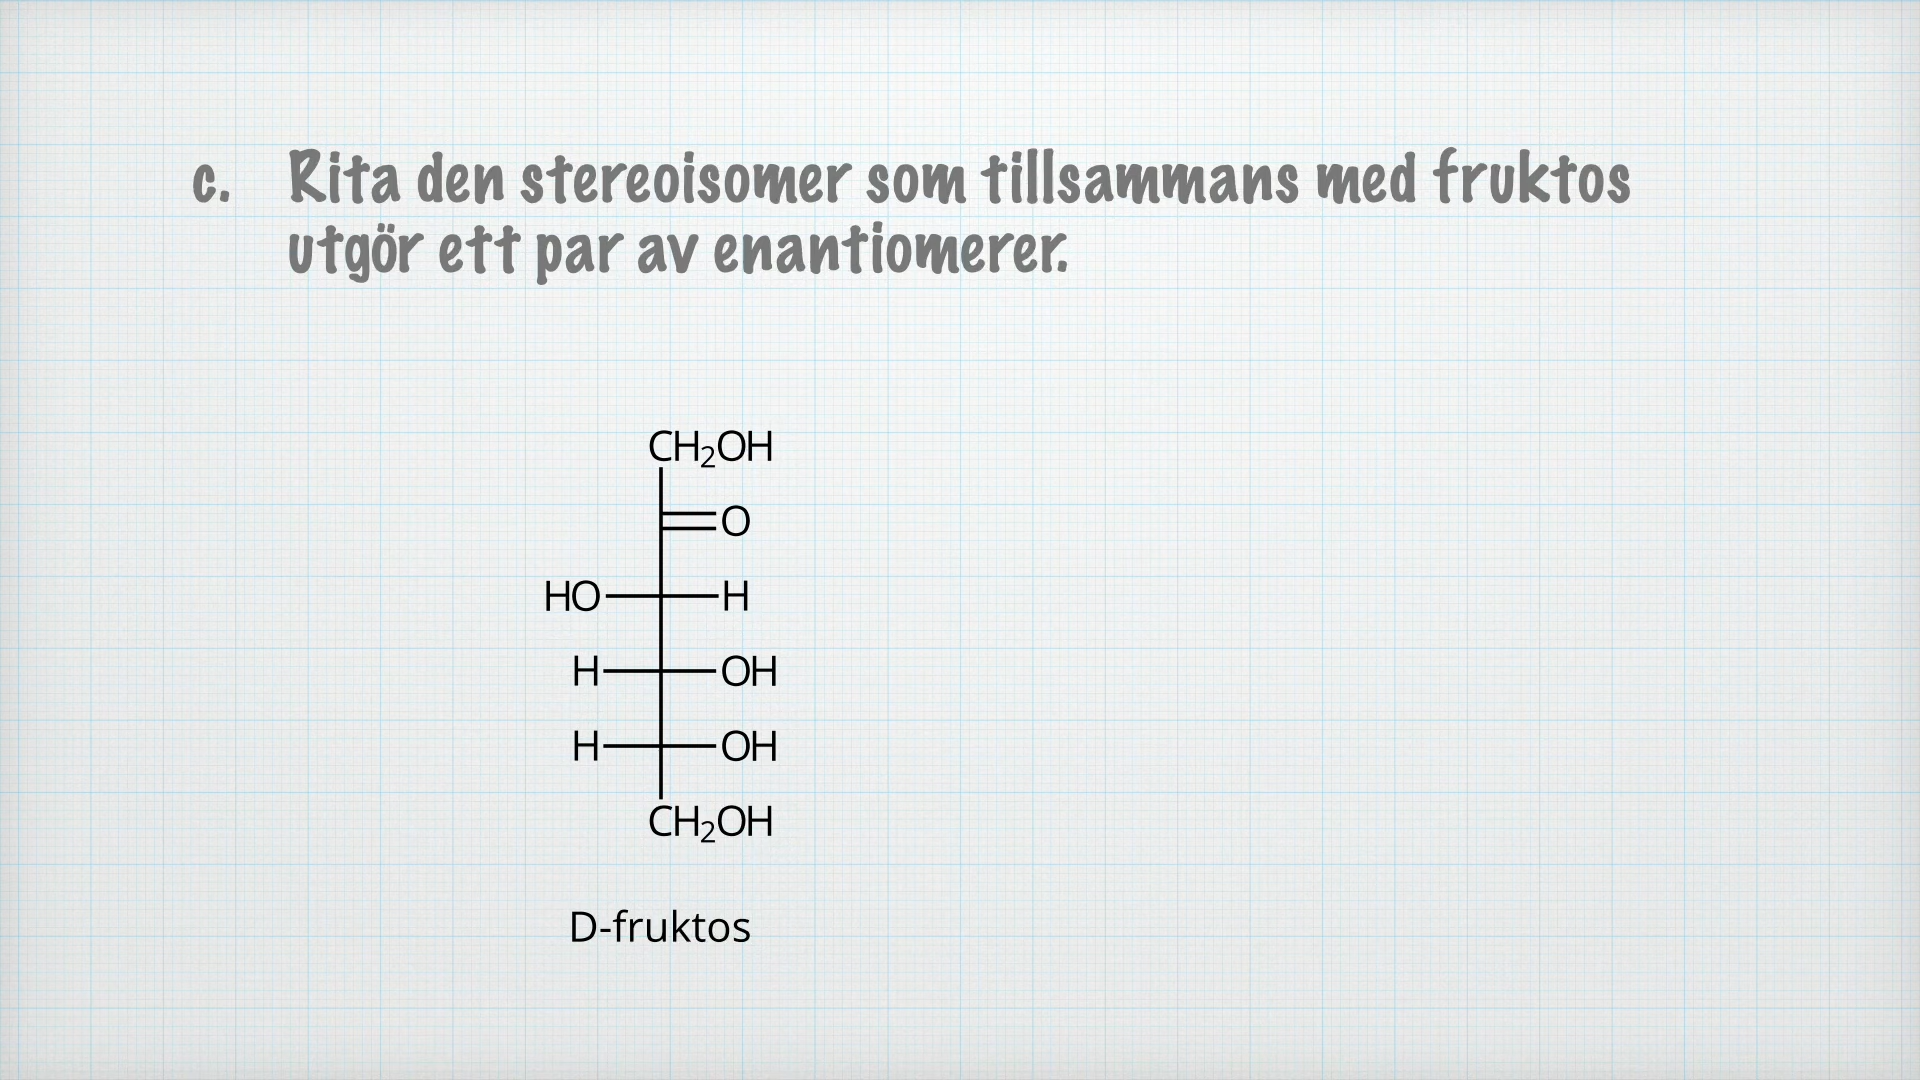 c. Rita den stereoisomer som tillsammans med fruktos
utgör ett par av enantiomerer.
CH₂OH
O
HO H
H OH
H OH
CH₂OH
D-fruktos